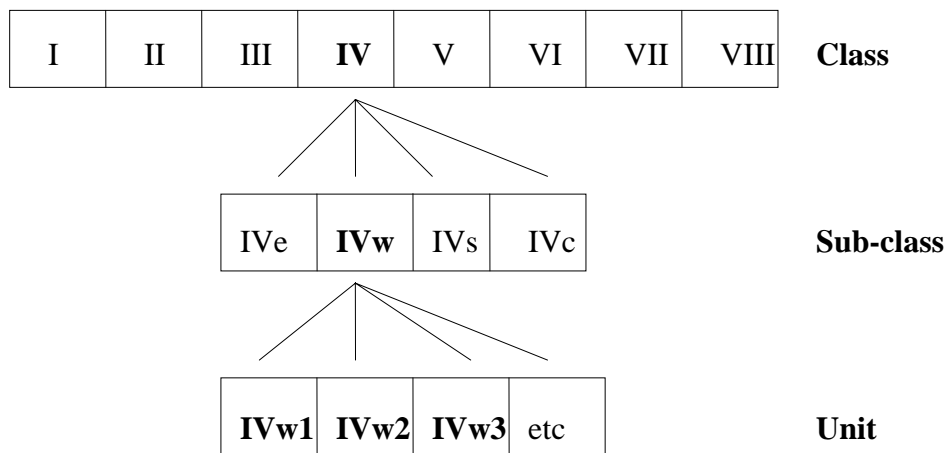 I II III IV V VI VII VIII Class
IVe IVw IVs IVc Sub-class
IVw1 IVw2 IVw3 etc Unit